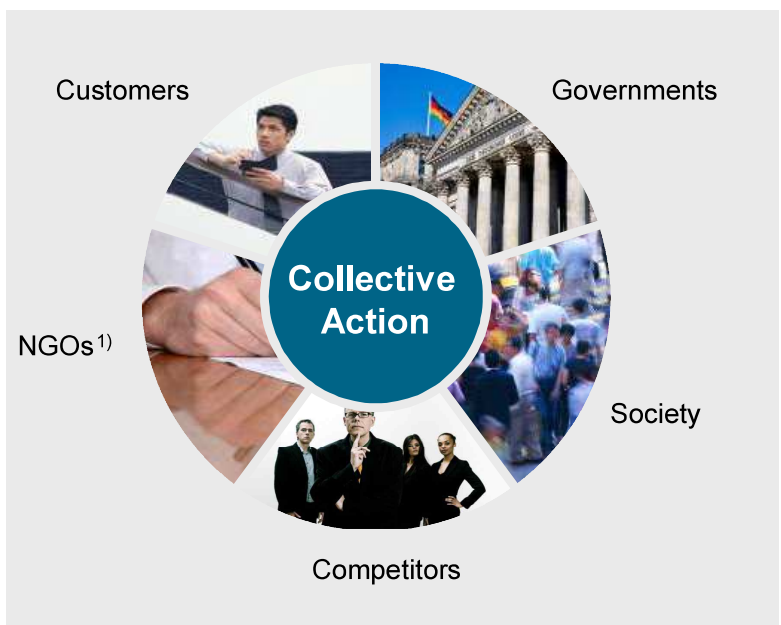 Customers
Governments
Collective
Action
NGOs 1)
Society
Competitors